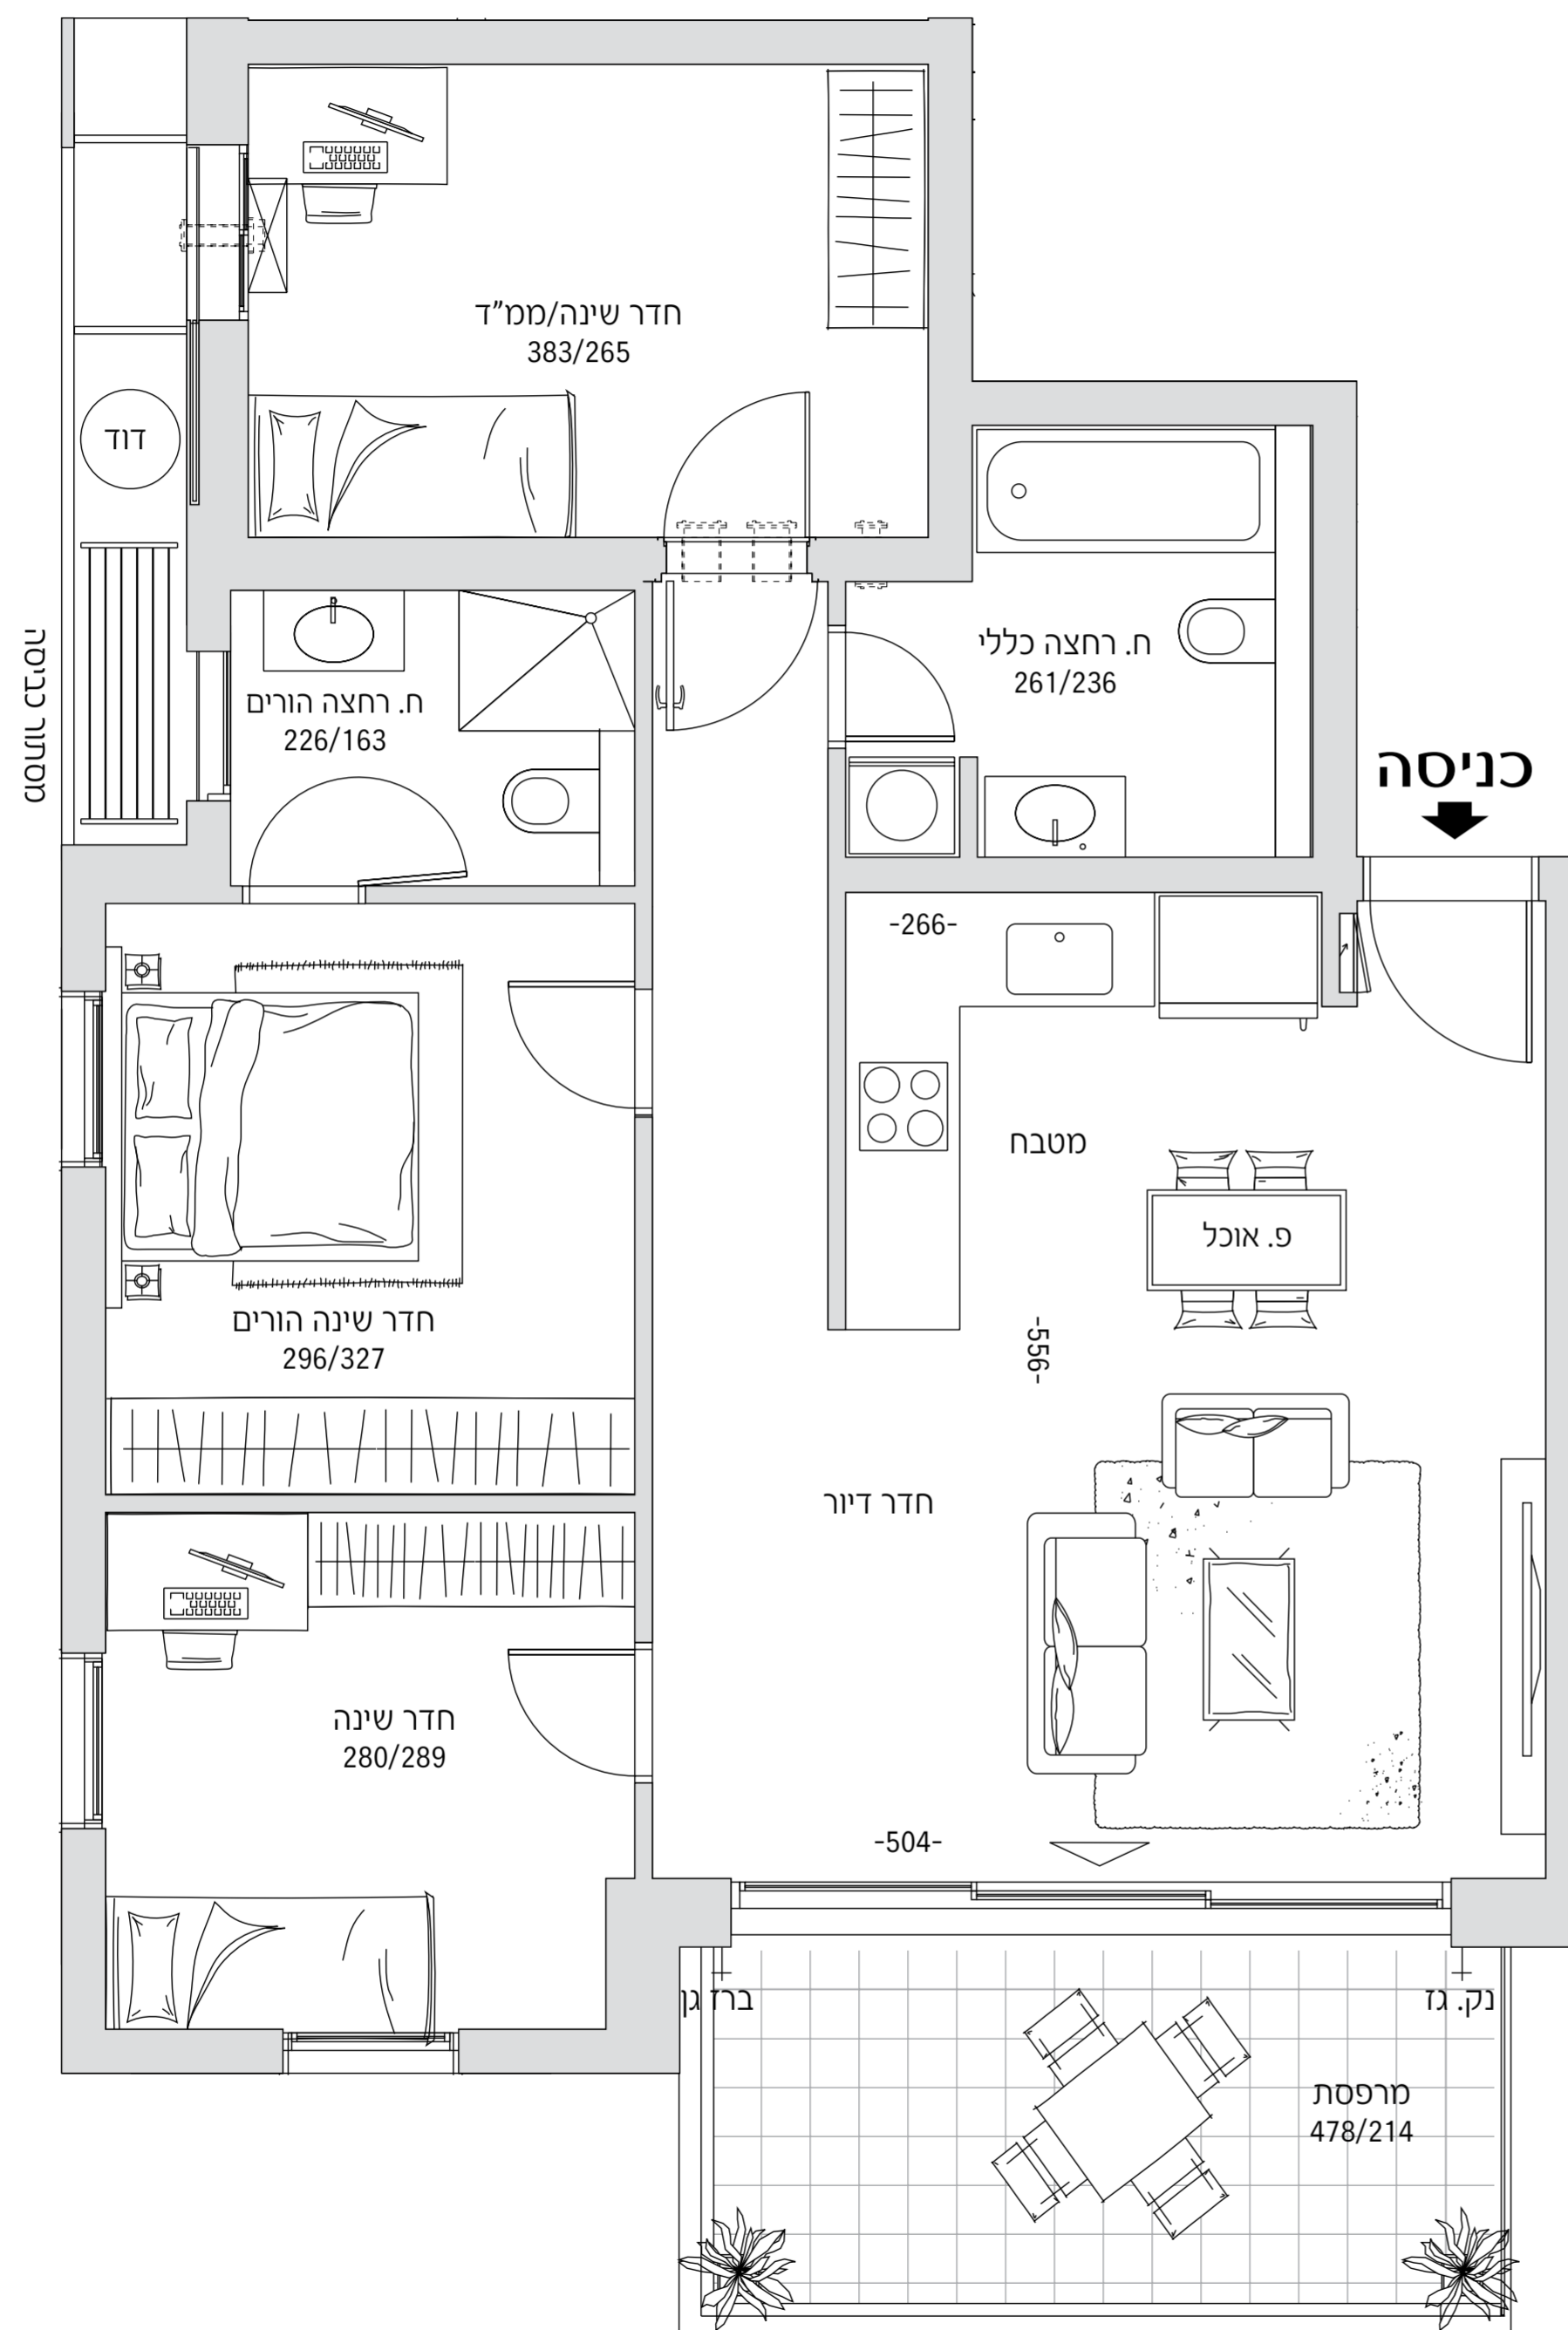 חדר שינה/ממ"ד
383/265
דוד
מסתור כביסה
ח. רחצה כללי
261/236
ח. רחצה הורים
226/163
כניסה
-266-
מטבח
פ. אוכל
-556-
חדר שינה הורים
296/327
חדר דיור
חדר שינה
280/289
-504-
ברז גן
נק. גז
מרפסת
478/214